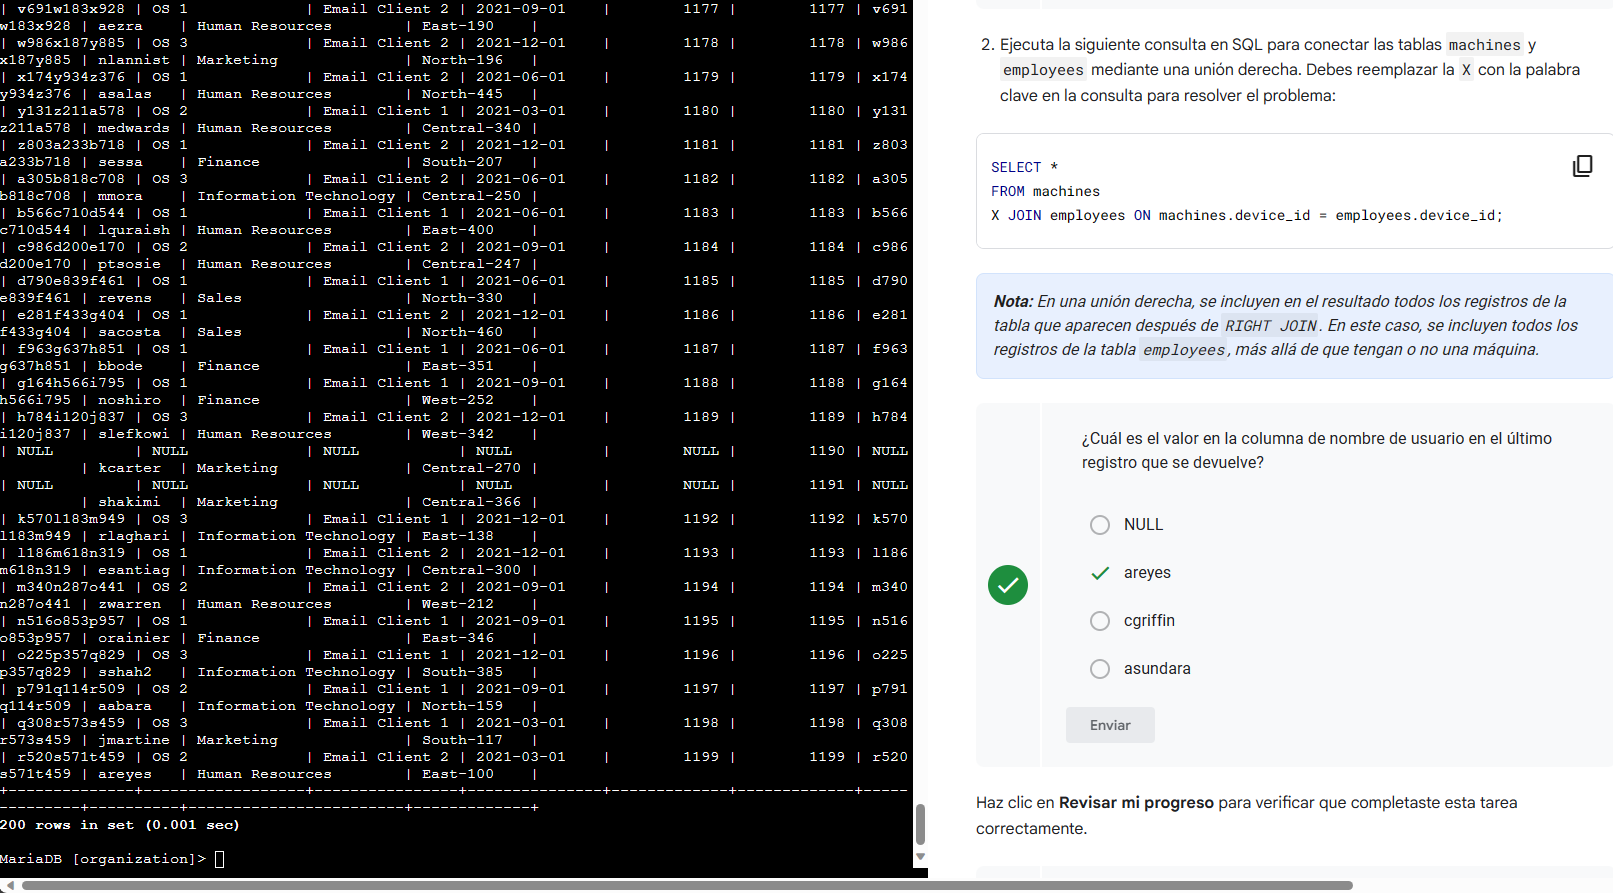 | v691w183x928 | OS 1             | Email Client 2 | 2021-09-01    |        1177 |        1177 | v691
w183x928 | aezra    | Human Resources        | East-190    |
| w986x187y885 | OS 3             | Email Client 2 | 2021-12-01    |        1178 |        1178 | w986
x187y885 | nlannist | Marketing              | North-196   |
| x174y934z376 | OS 1             | Email Client 2 | 2021-06-01    |        1179 |        1179 | x174
y934z376 | asalas   | Human Resources        | North-445   |
| y131z211a578 | OS 2             | Email Client 1 | 2021-03-01    |        1180 |        1180 | y131
z211a578 | medwards | Human Resources        | Central-340 |
| z803a233b718 | OS 1             | Email Client 2 | 2021-12-01    |        1181 |        1181 | z803
a233b718 | sessa    | Finance                | South-207   |
| a305b818c708 | OS 3             | Email Client 2 | 2021-06-01    |        1182 |        1182 | a305
b818c708 | mmora    | Information Technology | Central-250 |
| b566c710d544 | OS 1             | Email Client 1 | 2021-06-01    |        1183 |        1183 | b566
c710d544 | lquraish | Human Resources        | East-400    |
| c986d200e170 | OS 2             | Email Client 2 | 2021-09-01    |        1184 |        1184 | c986
d200e170 | ptsosie  | Human Resources        | Central-247 |
| d790e839f461 | OS 1             | Email Client 1 | 2021-06-01    |        1185 |        1185 | d790
e839f461 | revens   | Sales                  | North-330   |
| e281f433g404 | OS 1             | Email Client 2 | 2021-12-01    |        1186 |        1186 | e281
f433g404 | sacosta  | Sales                  | North-460   |
| f963g637h851 | OS 1             | Email Client 1 | 2021-06-01    |        1187 |        1187 | f963
g637h851 | bbode    | Finance                | East-351    |
| g164h566i795 | OS 1             | Email Client 1 | 2021-09-01    |        1188 |        1188 | g164
h566i795 | noshiro  | Finance                | West-252    |
| h784i120j837 | OS 3             | Email Client 2 | 2021-12-01    |        1189 |        1189 | h784
i120j837 | slefkowi | Human Resources        | West-342    |
| NULL         | NULL             | NULL           | NULL          |        NULL |        1190 | NULL
         | kcarter  | Marketing              | Central-270 |
| NULL         | NULL             | NULL           | NULL          |        NULL |        1191 | NULL
         | shakimi  | Marketing              | Central-366 |
| k570l183m949 | OS 3             | Email Client 1 | 2021-12-01    |        1192 |        1192 | k570
l183m949 | rlaghari | Information Technology | East-138    |
| l186m618n319 | OS 1             | Email Client 2 | 2021-12-01    |        1193 |        1193 | l186
m618n319 | esantiag | Information Technology | Central-300 |
| m340n287o441 | OS 2             | Email Client 2 | 2021-09-01    |        1194 |        1194 | m340
n287o441 | zwarren  | Human Resources        | West-212    |
| n516o853p957 | OS 1             | Email Client 1 | 2021-09-01    |        1195 |        1195 | n516
o853p957 | orainier | Finance                | East-346    |
| o225p357q829 | OS 3             | Email Client 1 | 2021-12-01    |        1196 |        1196 | o225
p357q829 | sshah2   | Information Technology | South-385   |
| p791q114r509 | OS 2             | Email Client 1 | 2021-09-01    |        1197 |        1197 | p791
q114r509 | aabara   | Information Technology | North-159   |
| q308r573s459 | OS 3             | Email Client 1 | 2021-03-01    |        1198 |        1198 | q308
r573s459 | jmartine | Marketing              | South-117   |
| r520s571t459 | OS 2             | Email Client 2 | 2021-03-01    |        1199 |        1199 | r520
s571t459 | areyes   | Human Resources        | East-100    |
+--------------+------------------+----------------+---------------+-------------+-------------+-----
---------+----------+------------------------+-------------+
200 rows in set (0.001 sec)
MariaDB [organization]>
2. Ejecuta la siguiente consulta en SQL para conectar las tablas machines y
employees mediante una unión derecha. Debes reemplazar la X con la palabra
clave en la consulta para resolver el problema:
SELECT *
FROM machines
X JOIN employees ON machines.device_id = employees.device_id;
Nota: En una unión derecha, se incluyen en el resultado todos los registros de la
tabla que aparecen después de RIGHT JOIN. En este caso, se incluyen todos los
registros de la tabla employees, más allá de que tengan o no una máquina.
¿Cuál es el valor en la columna de nombre de usuario en el último
registro que se devuelve?
NULL
areyes
cgriffin
asundara
Enviar
Haz clic en Revisar mi progreso para verificar que completaste esta tarea
correctamente.